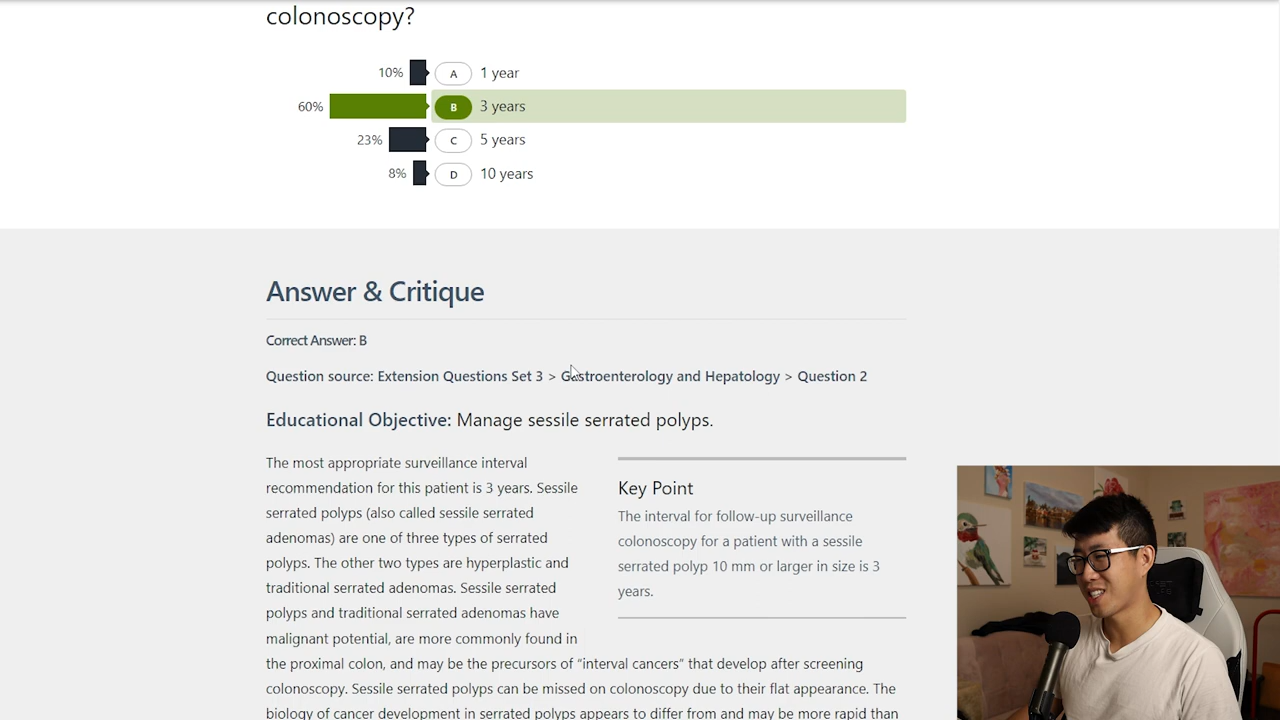 colonoscopy?
10% A 1 year
60% B 3 years
23% C 5 years
8% D 10 years
Answer & Critique
Correct Answer: B
Question source: Extension Questions Set 3 > Gastroenterology and Hepatology > Question 2
Educational Objective: Manage sessile serrated polyps.
The most appropriate surveillance interval
recommendation for this patient is 3 years. Sessile
serrated polyps (also called sessile serrated
adenomas) are one of three types of serrated
polyps. The other two types are hyperplastic and
traditional serrated adenomas. Sessile serrated
polyps and traditional serrated adenomas have
malignant potential, are more commonly found in
the proximal colon, and may be the precursors of “interval cancers” that develop after screening
colonoscopy. Sessile serrated polyps can be missed on colonoscopy due to their flat appearance. The
biology of cancer development in serrated polyps appears to differ from and may be more rapid than
Key Point
The interval for follow-up surveillance
colonoscopy for a patient with a sessile
serrated polyp 10 mm or larger in size is 3
years.